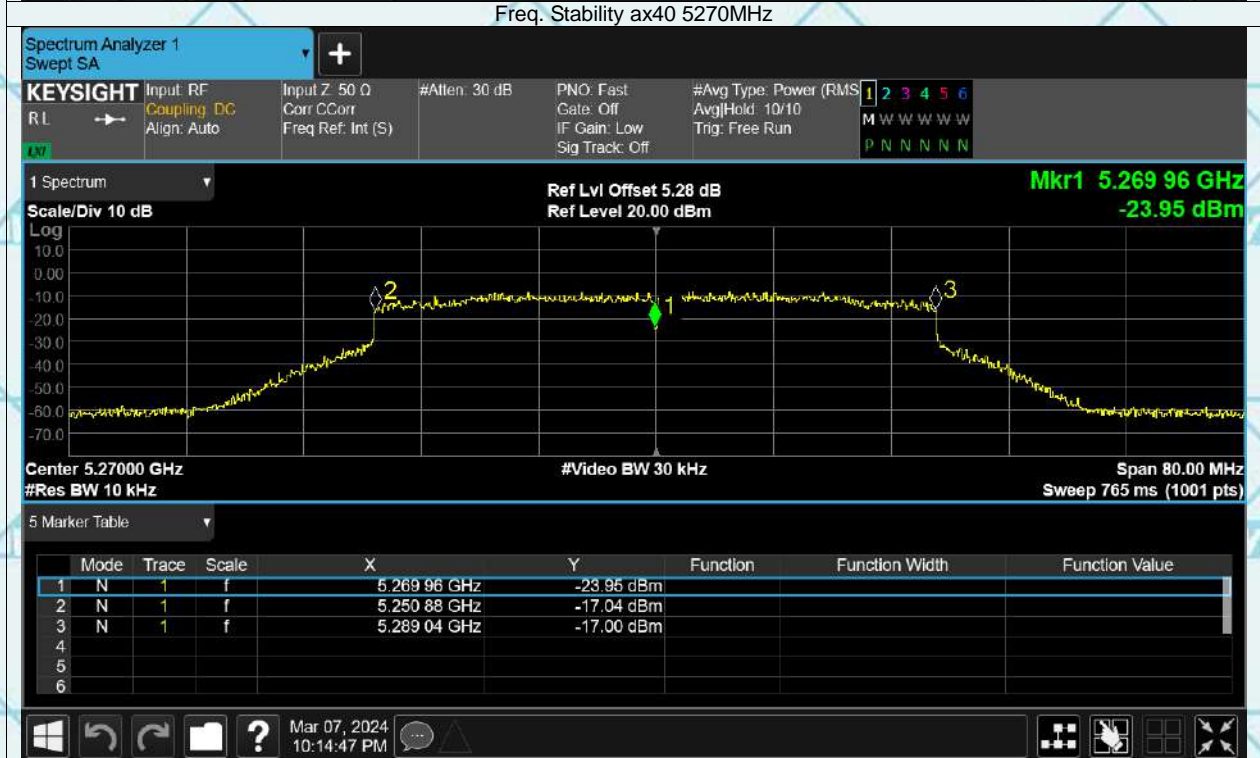 Freq. Stability ax40 5270MHz
Spectrum Analyzer 1
Swept SA
KEYSIGHT
RL
LXI
Input: RF
Coupling: DC
Align: Auto
Input Z: 50 Ω
Corr CCorr
Freq Ref: Int (S)
#Atten: 30 dB
PNO: Fast
Gate: Off
IF Gain: Low
Sig Track: Off
#Avg Type: Power (RMS
Avg|Hold: 10/10
Trig: Free Run
1 2 3 4 5 6
M W W W W W
P N N N N N
1 Spectrum
Scale/Div 10 dB
Ref Lvl Offset 5.28 dB
Ref Level 20.00 dBm
Mkr1 5.269 96 GHz
-23.95 dBm
Log
10.0
0.00
-10.0
-20.0
-30.0
-40.0
-50.0
-60.0
-70.0
2
1
3
Center 5.27000 GHz
#Video BW 30 kHz
Span 80.00 MHz
#Res BW 10 kHz
Sweep 765 ms (1001 pts)
5 Marker Table
Mode Trace Scale X Y Function Function Width Function Value
1 N 1 f 5.269 96 GHz -23.95 dBm
2 N 1 f 5.250 88 GHz -17.04 dBm
3 N 1 f 5.289 04 GHz -17.00 dBm
4
5
6
?
Mar 07, 2024
10:14:47 PM